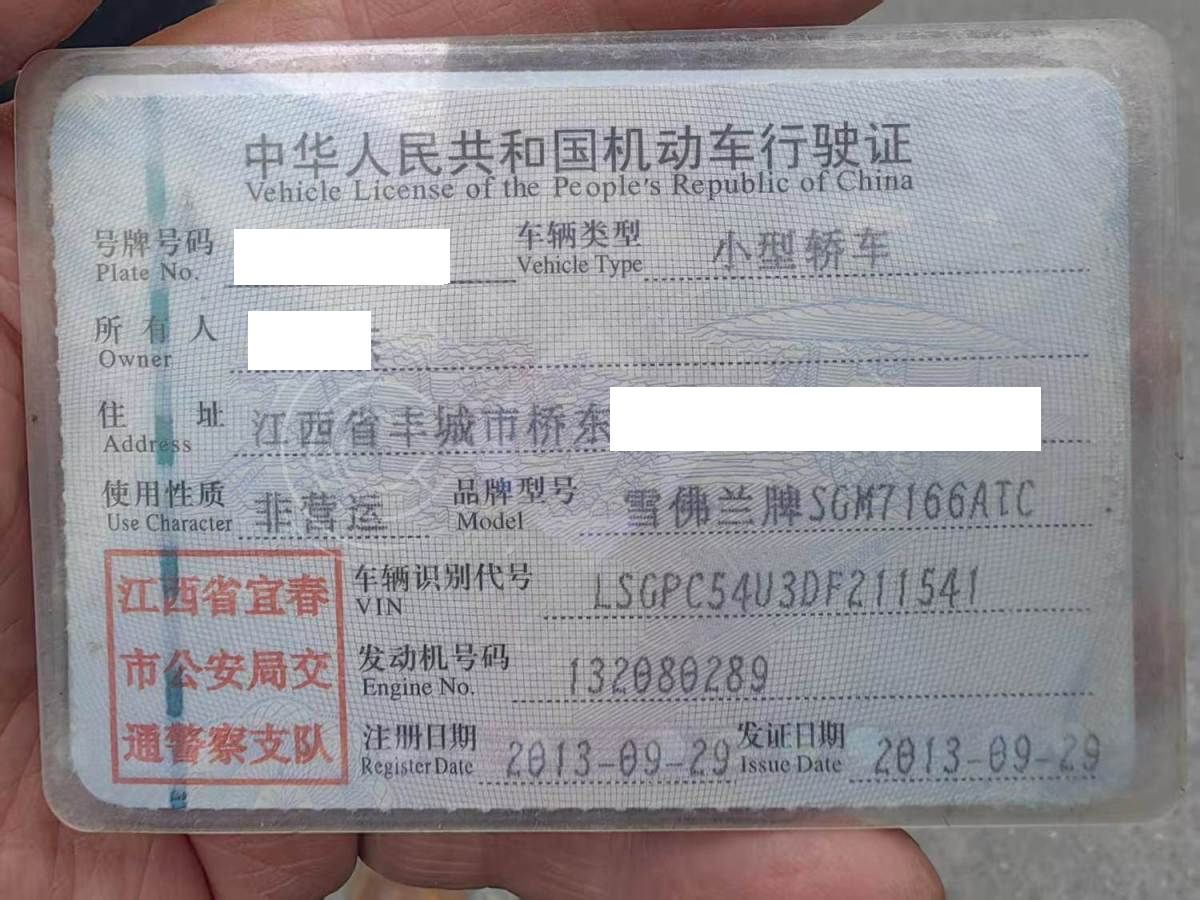 中华人民共和国机动车行驶证
Vehicle License of the People's Republic of China
号牌号码 车辆类型 小型轿车
Plate No. Vehicle Type
所有人
Owner
住址 江西省丰城市桥东
Address
使用性质 非营运 品牌型号 雪佛兰牌SGM7166ATC
Use Character Model
江西省宜春
市公安局交
通警察支队
车辆识别代号 LSGPC54U3DF211541
VIN
发动机号码 132080289
Engine No.
注册日期 2013-09-29 发证日期 2013-09-29
Register Date Issue Date